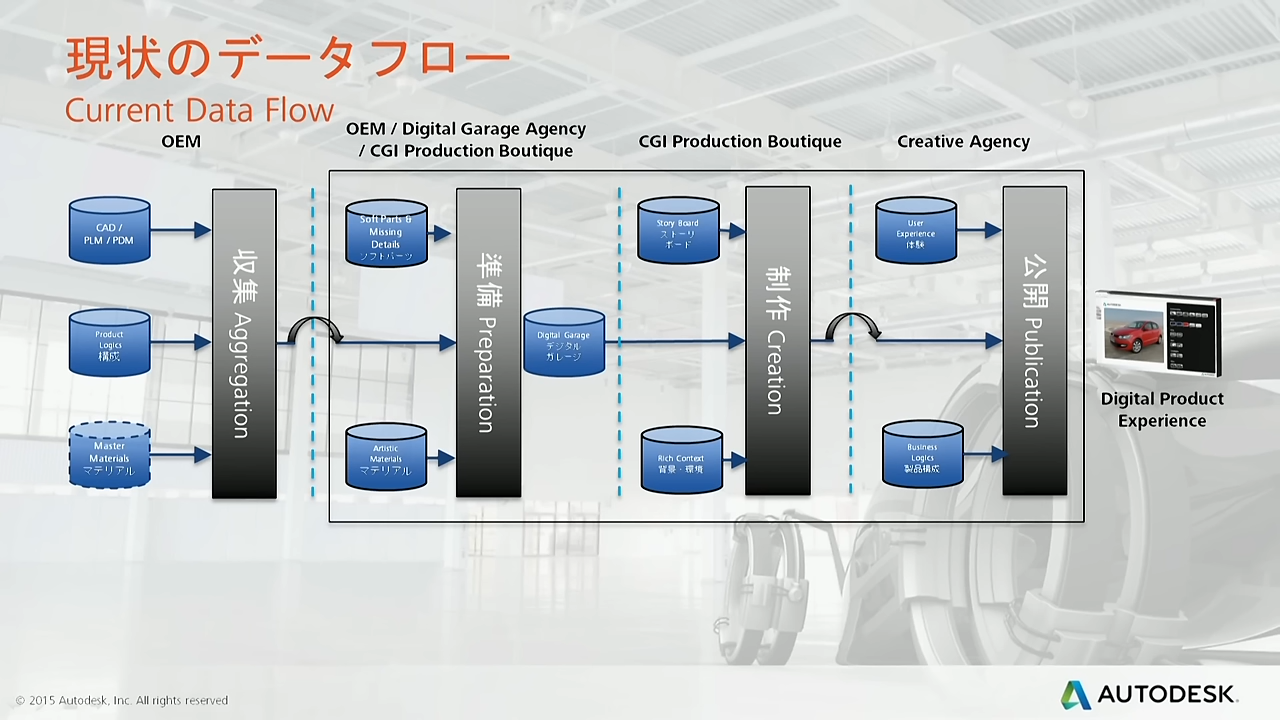 現状のデータフロー
Current Data Flow
OEM
OEM / Digital Garage Agency
/ CGI Production Boutique
CGI Production Boutique
Creative Agency
CAD /
PLM / PDM
Product
Logics
構成
Master
Materials
マテリアル
収集 Aggregation
Soft Parts &
Missing
Details
ソフトパーツ
Artistic
Materials
マテリアル
準備 Preparation
Digital Garage
デジタル
ガレージ
Story Board
ストーリ
ボード
Rich Context
背景・環境
制作 Creation
User
Experience
体験
Business
Logics
製品構成
公開 Publication
Digital Product
Experience
© 2015 Autodesk, Inc. All rights reserved
AUTODESK.